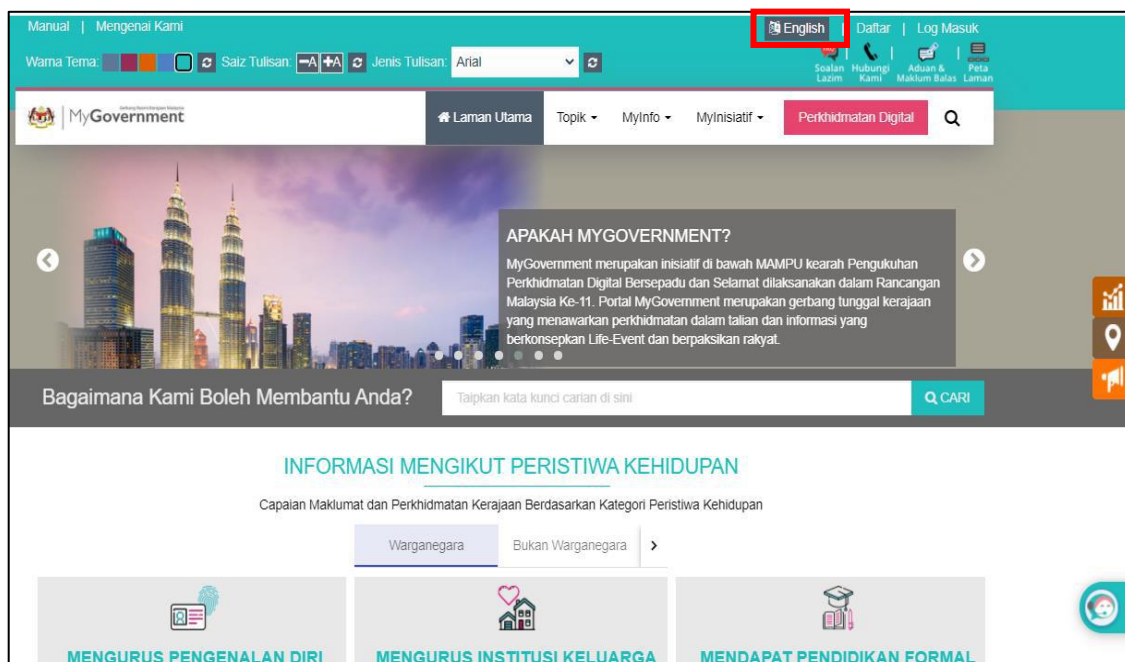 Manual | Mengenai Kami
English | Daftar | Log Masuk
Warna Tema: Saiz Tulisan: -A +A Jenis Tulisan: Arial
Soalan Lazim
Hubungi Kami
Aduan & Maklum Balas
Peta Laman
MyGovernment
Laman Utama Topik MyInfo MyInisiatif Perkhidmatan Digital
APAKAH MYGOVERNMENT?
MyGovernment merupakan inisiatif di bawah MAMPU kearah Pengukuhan
Perkhidmatan Digital Bersepadu dan Selamat dilaksanakan dalam Rancangan
Malaysia Ke-11. Portal MyGovernment merupakan gerbang tunggal kerajaan
yang menawarkan perkhidmatan dalam talian dan informasi yang
berkonsepkan Life-Event dan berpaksikan rakyat.
Bagaimana Kami Boleh Membantu Anda? Taipkan kata kunci carian di sini CARI
INFORMASI MENGIKUT PERISTIWA KEHIDUPAN
Capaian Maklumat dan Perkhidmatan Kerajaan Berdasarkan Kategori Peristiwa Kehidupan
Warganegara Bukan Warganegara
MENGURUS PENGENALAN DIRI MENGURUS INSTITUSI KELUARGA MENDAPAT PENDIDIKAN FORMAL